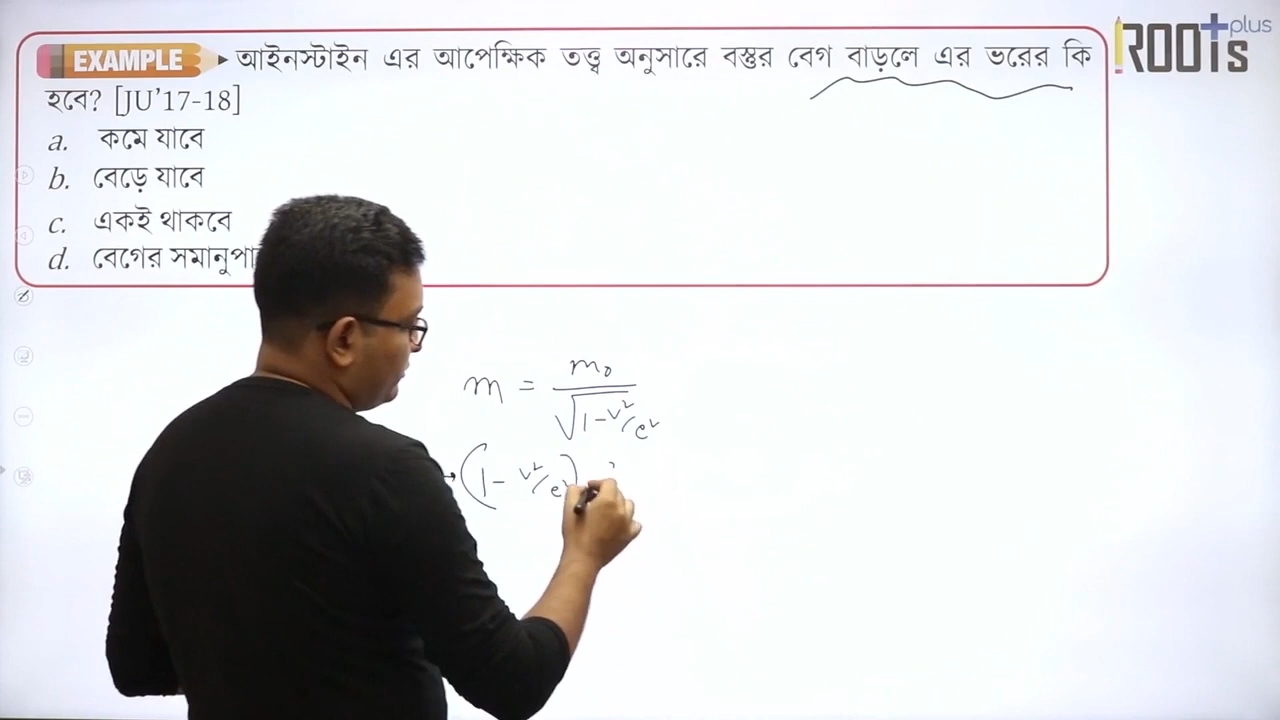 EXAMPLE আইনস্টাইন এর আপেক্ষিক তত্ত্ব অনুসারে বস্তুর বেগ বাড়লে এর ভরের কি
হবে? [JU'17-18]
a. কমে যাবে
b. বেড়ে যাবে
c. একই থাকবে
d. বেগের
ROOTs plus
m = m₀ / √1-v²/c²
→ (1 - v²/c²)